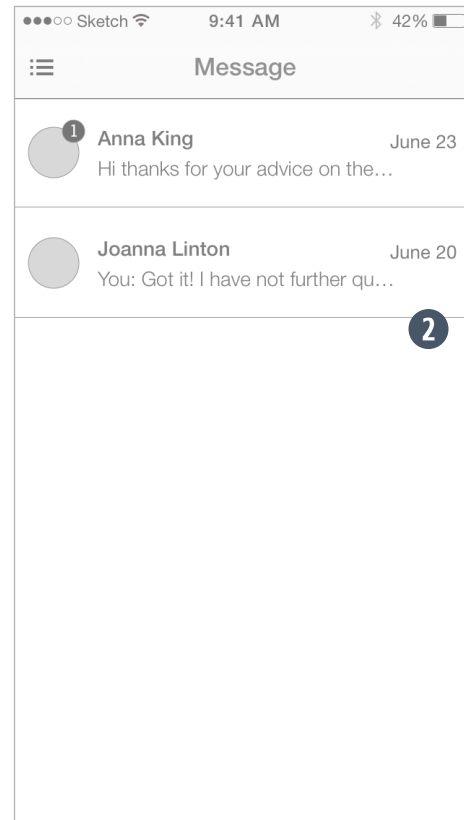 ●●●○○ Sketch 9:41 AM 42%
Message
1
Anna King June 23
Hi thanks for your advice on the…
Joanna Linton June 20
You: Got it! I have not further qu…
2